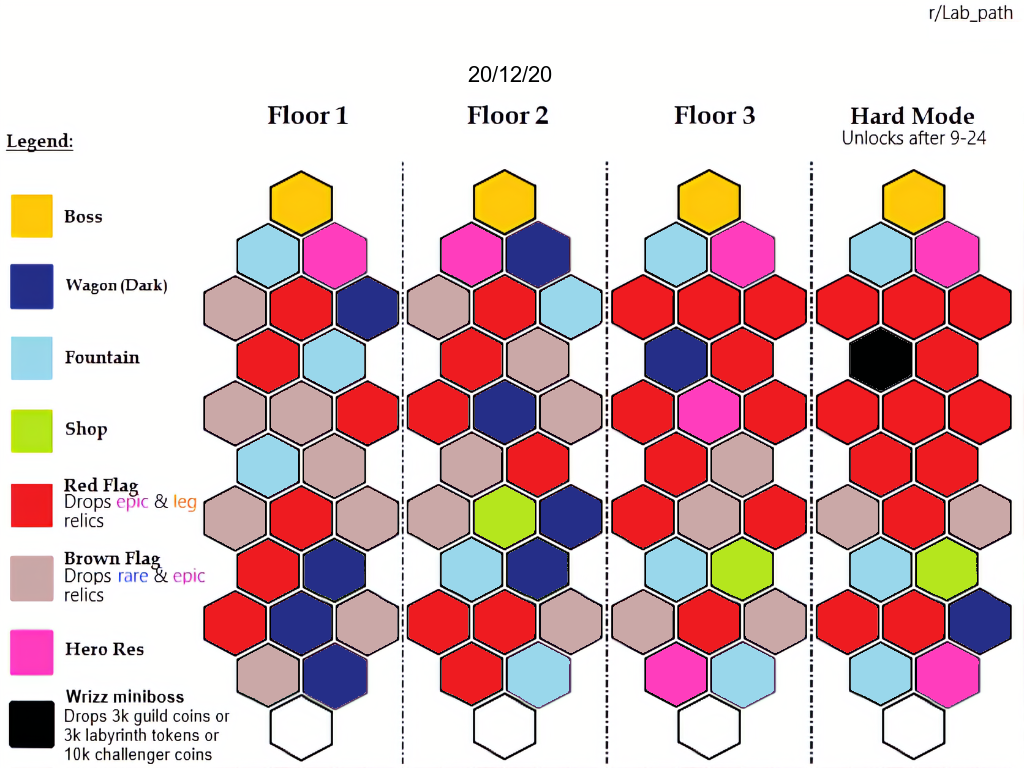 r/Lab_path
20/12/20
Floor 1
Floor 2
Floor 3
Hard Mode
Unlocks after 9-24
Legend:
Boss
Wagon (Dark)
Fountain
Shop
Red Flag
Drops epic & leg
relics
Brown Flag
Drops rare & epic
relics
Hero Res
Wrizz miniboss
Drops 3k guild coins or
3k labyrinth tokens or
10k challenger coins